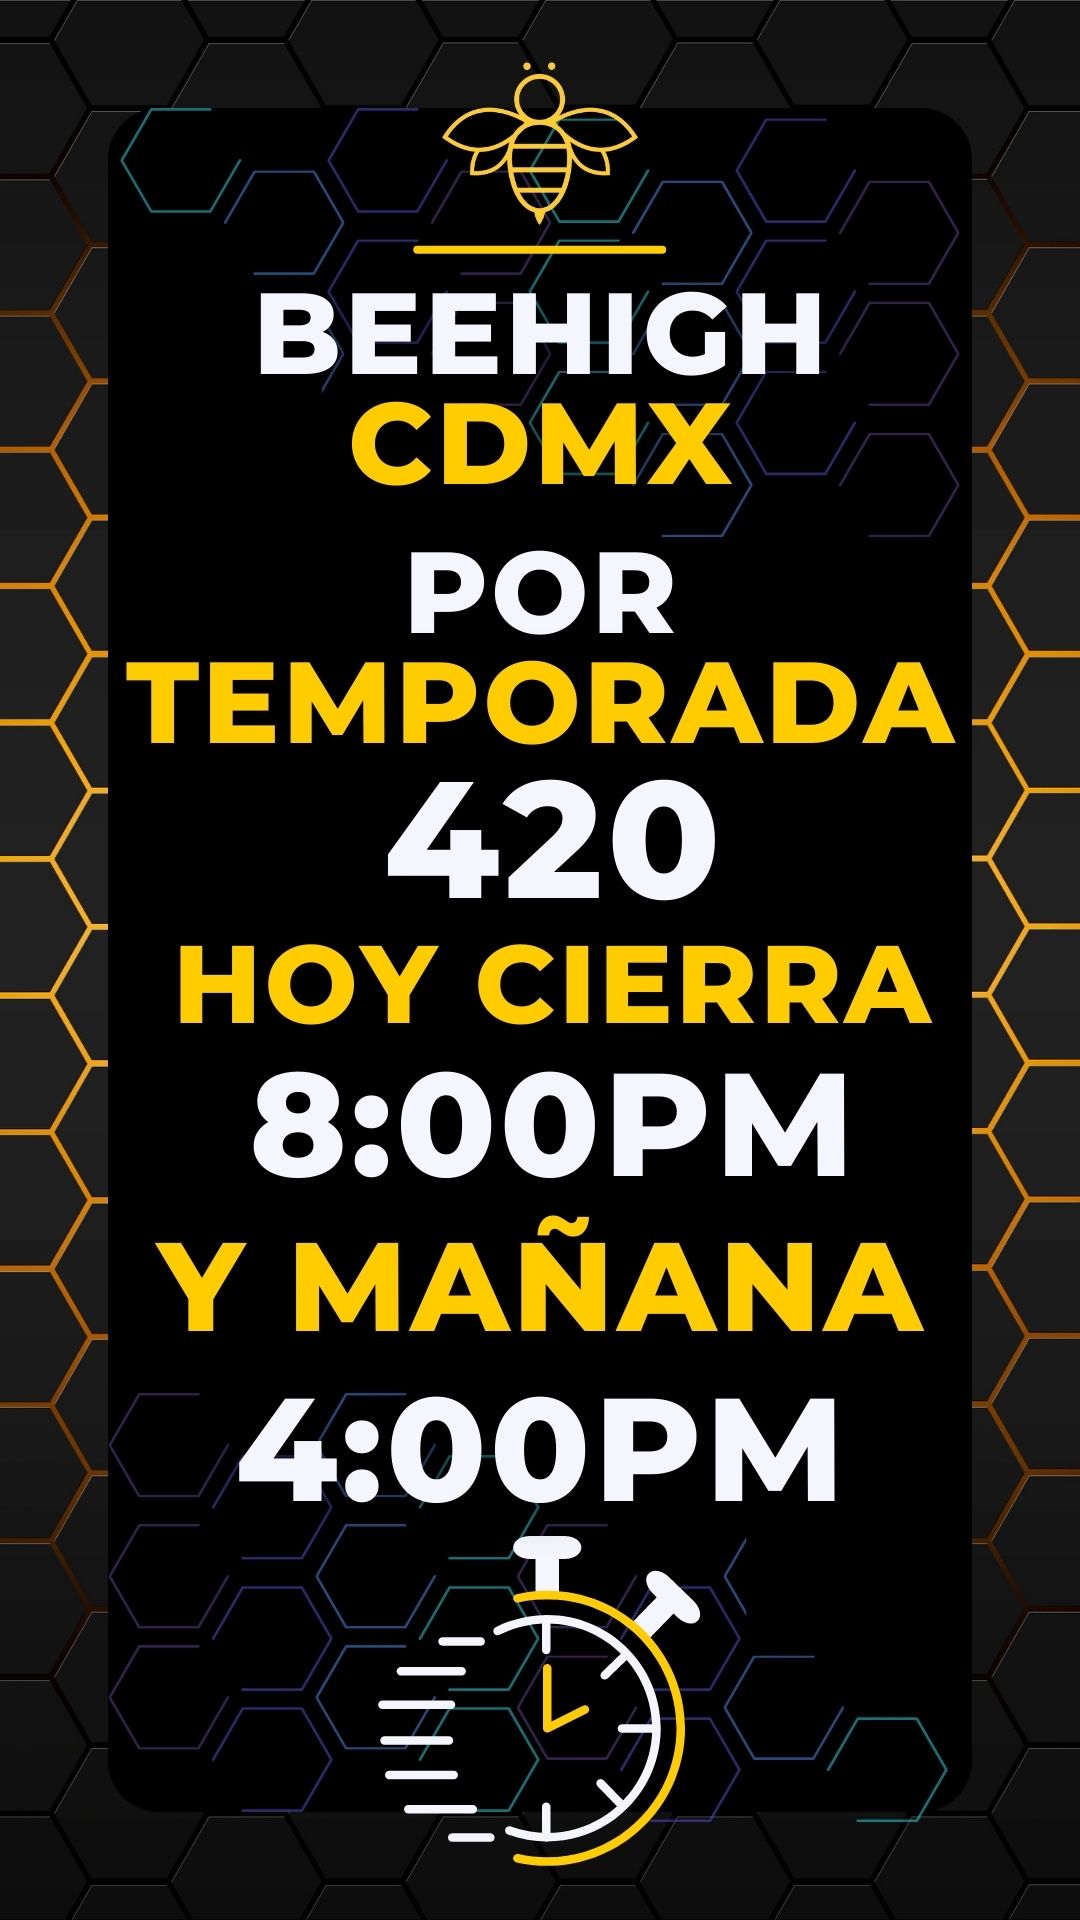 BEEHIGH
CDMX
POR
TEMPORADA
420
HOY CIERRA
8:00PM
Y MAÑANA
4:00PM